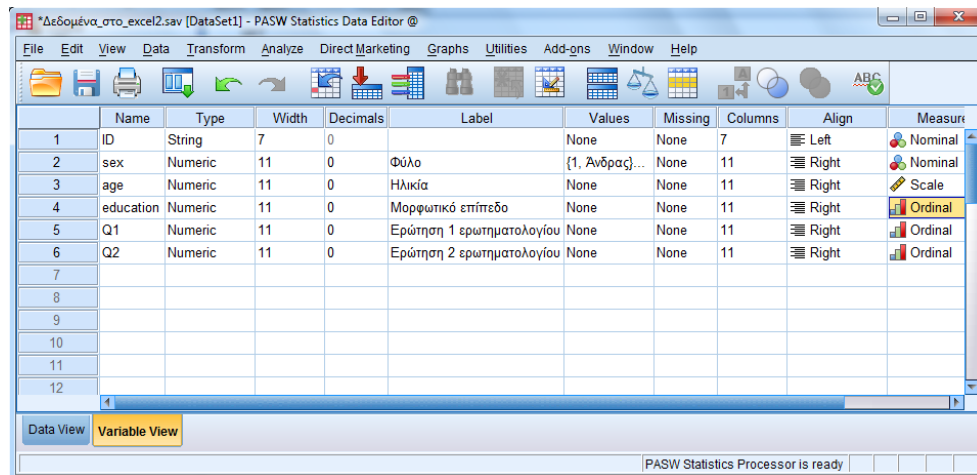 *Δεδομένα_στο_excel2.sav [DataSet1] - PASW Statistics Data Editor @
File Edit View Data Transform Analyze Direct Marketing Graphs Utilities Add-ons Window Help
Name Type Width Decimals Label Values Missing Columns Align Measure
1 ID String 7 0 None None 7 Left Nominal
2 sex Numeric 11 0 Φύλο {1, Άνδρας}... None 11 Right Nominal
3 age Numeric 11 0 Ηλικία None None 11 Right Scale
4 education Numeric 11 0 Μορφωτικό επίπεδο None None 11 Right Ordinal
5 Q1 Numeric 11 0 Ερώτηση 1 ερωτηματολογίου None None 11 Right Ordinal
6 Q2 Numeric 11 0 Ερώτηση 2 ερωτηματολογίου None None 11 Right Ordinal
7
8
9
10
11
12
Data View Variable View
PASW Statistics Processor is ready